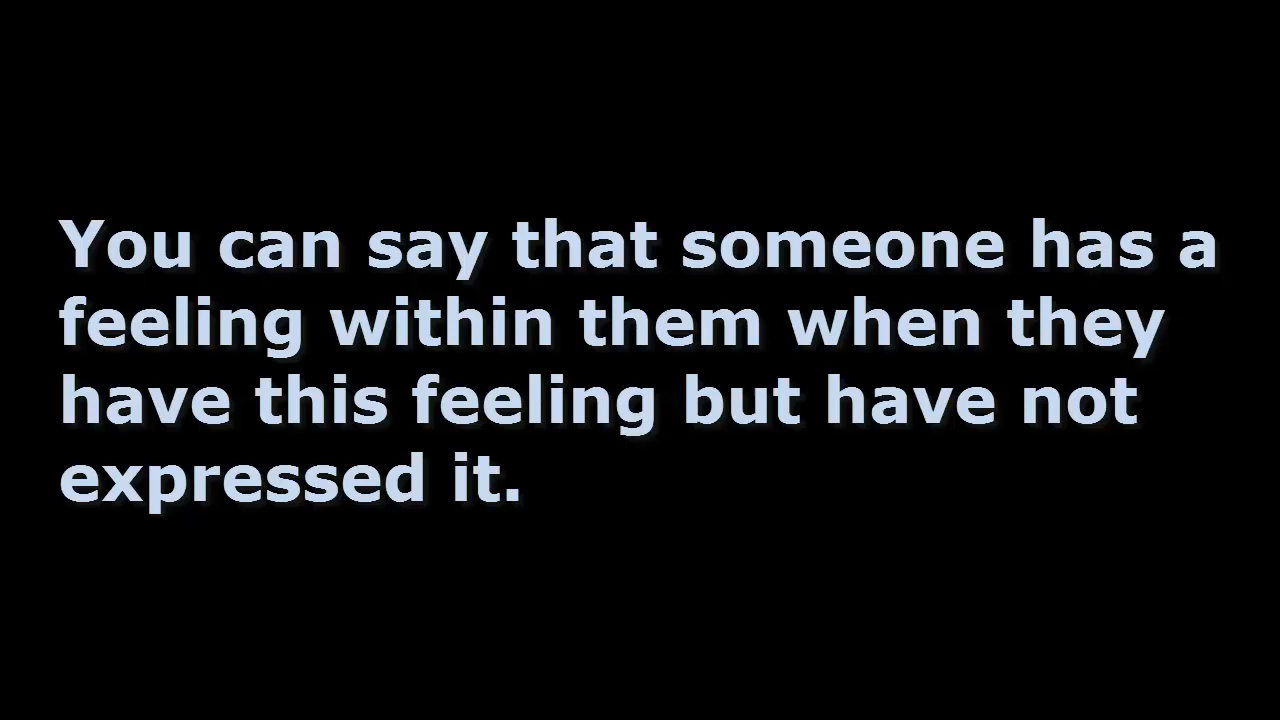 You can say that someone has a
feeling within them when they
have this feeling but have not
expressed it.